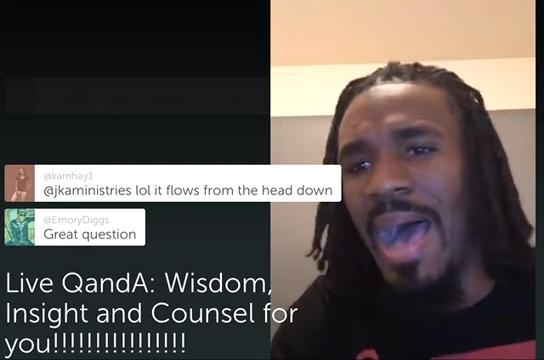 @kamhay1
@jkaministries lol it flows from the head down
@EmoryDiggs
Great question
Live QandA: Wisdom,
Insight and Counsel for
you!!!!!!!!!!!!!!!!